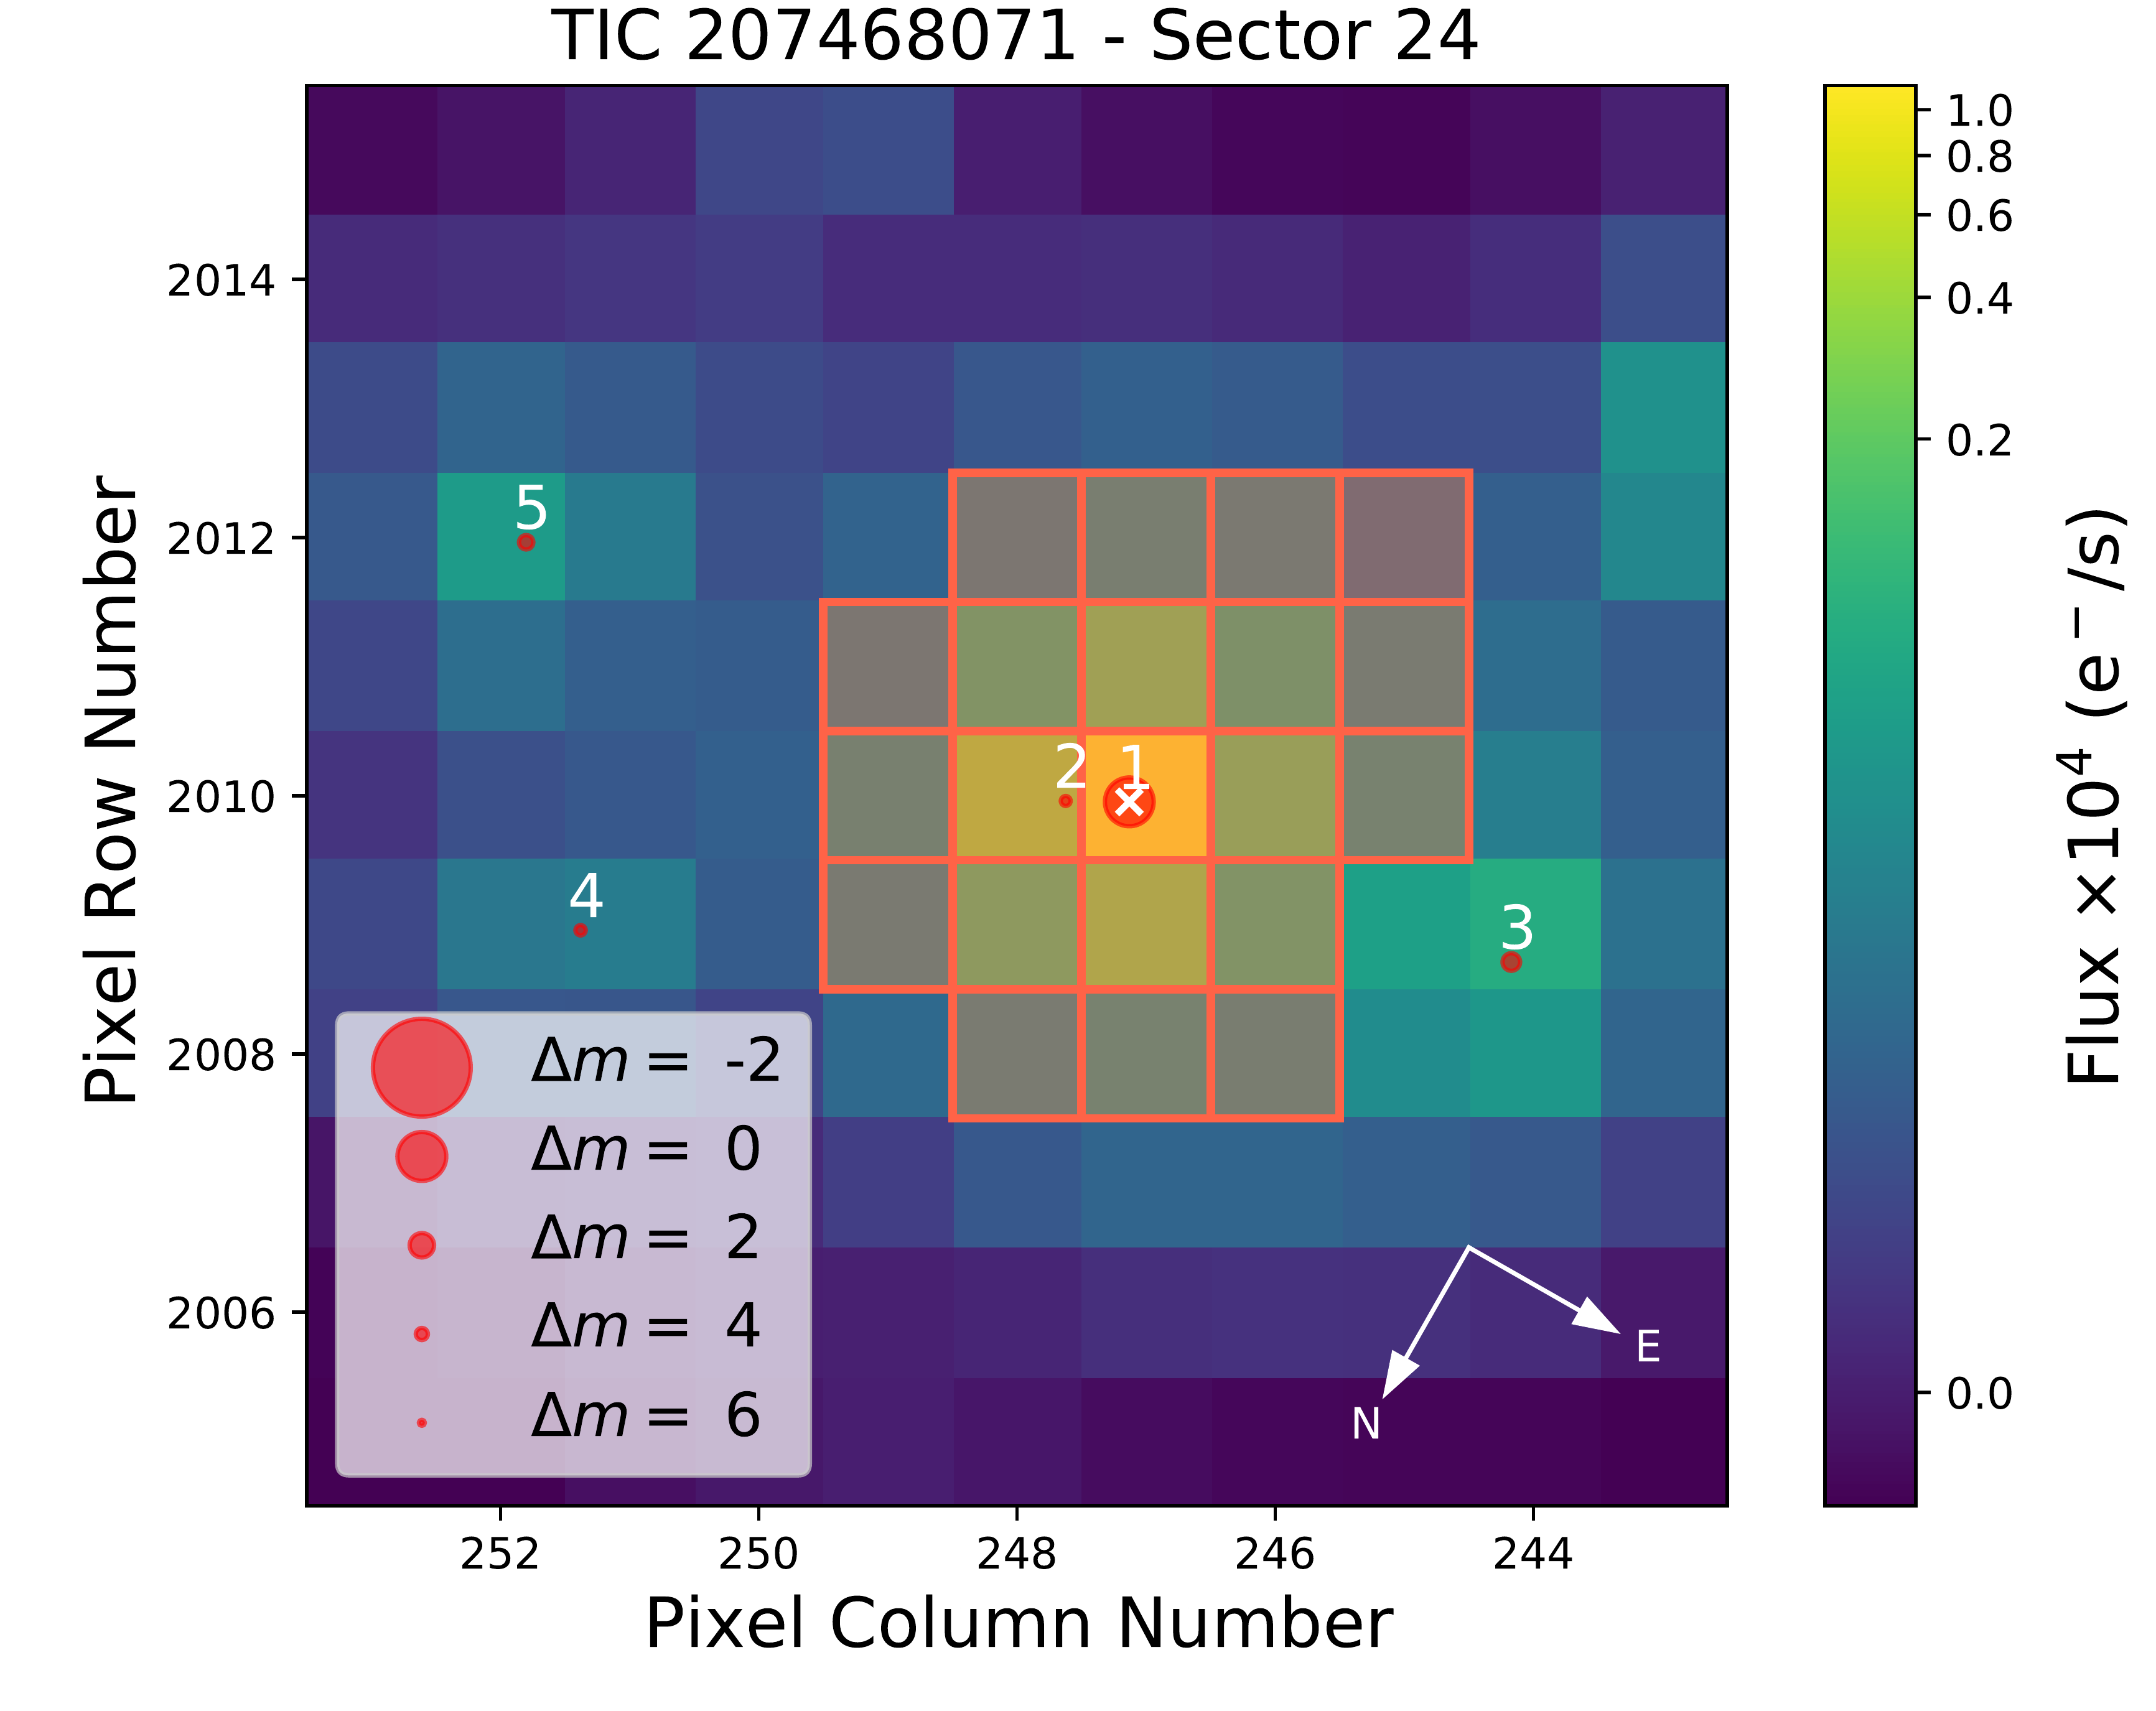 TIC 207468071 - Sector 24
Pixel Row Number
2014
2012
2010
2008
2006
5
2 1
4
3
Δm = -2
Δm = 0
Δm = 2
Δm = 4
Δm = 6
E
N
252 250 248 246 244
Pixel Column Number
1.0
0.8
0.6
0.4
0.2
0.0
Flux ×10⁴ (e⁻/s)